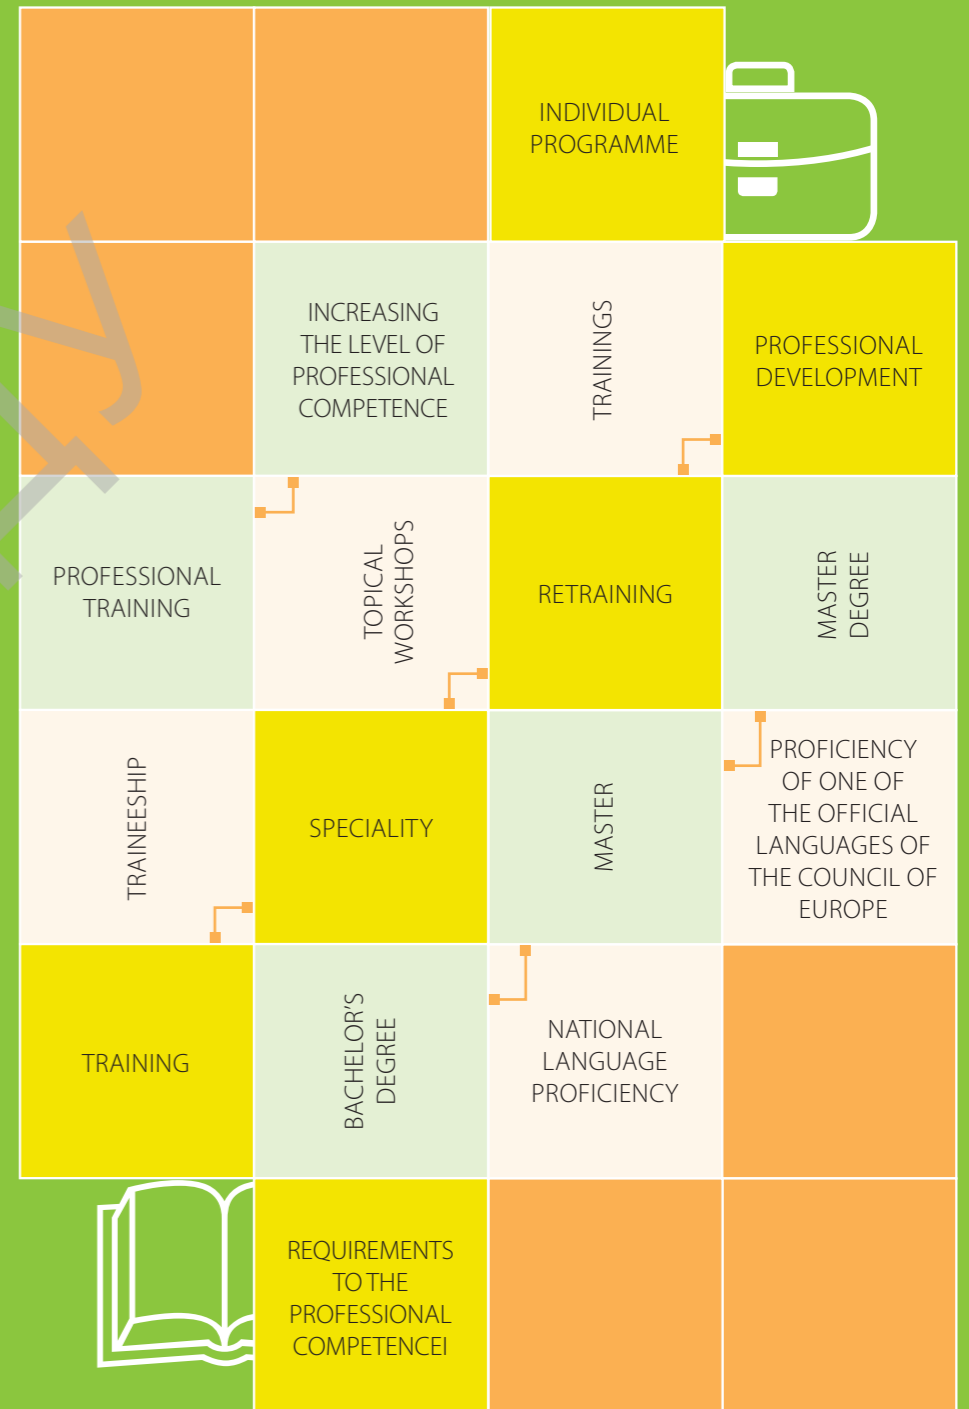 INDIVIDUAL
PROGRAMME
INCREASING
THE LEVEL OF
PROFESSIONAL
COMPETENCE
TRAININGS
PROFESSIONAL
DEVELOPMENT
PROFESSIONAL
TRAINING
TOPICAL
WORKSHOPS
RETRAINING
MASTER
DEGREE
TRAINEESHIP
SPECIALITY
MASTER
PROFICIENCY
OF ONE OF
THE OFFICIAL
LANGUAGES OF
THE COUNCIL OF
EUROPE
TRAINING
BACHELOR’S
DEGREE
NATIONAL
LANGUAGE
PROFICIENCY
REQUIREMENTS
TO THE
PROFESSIONAL
COMPETENCEI